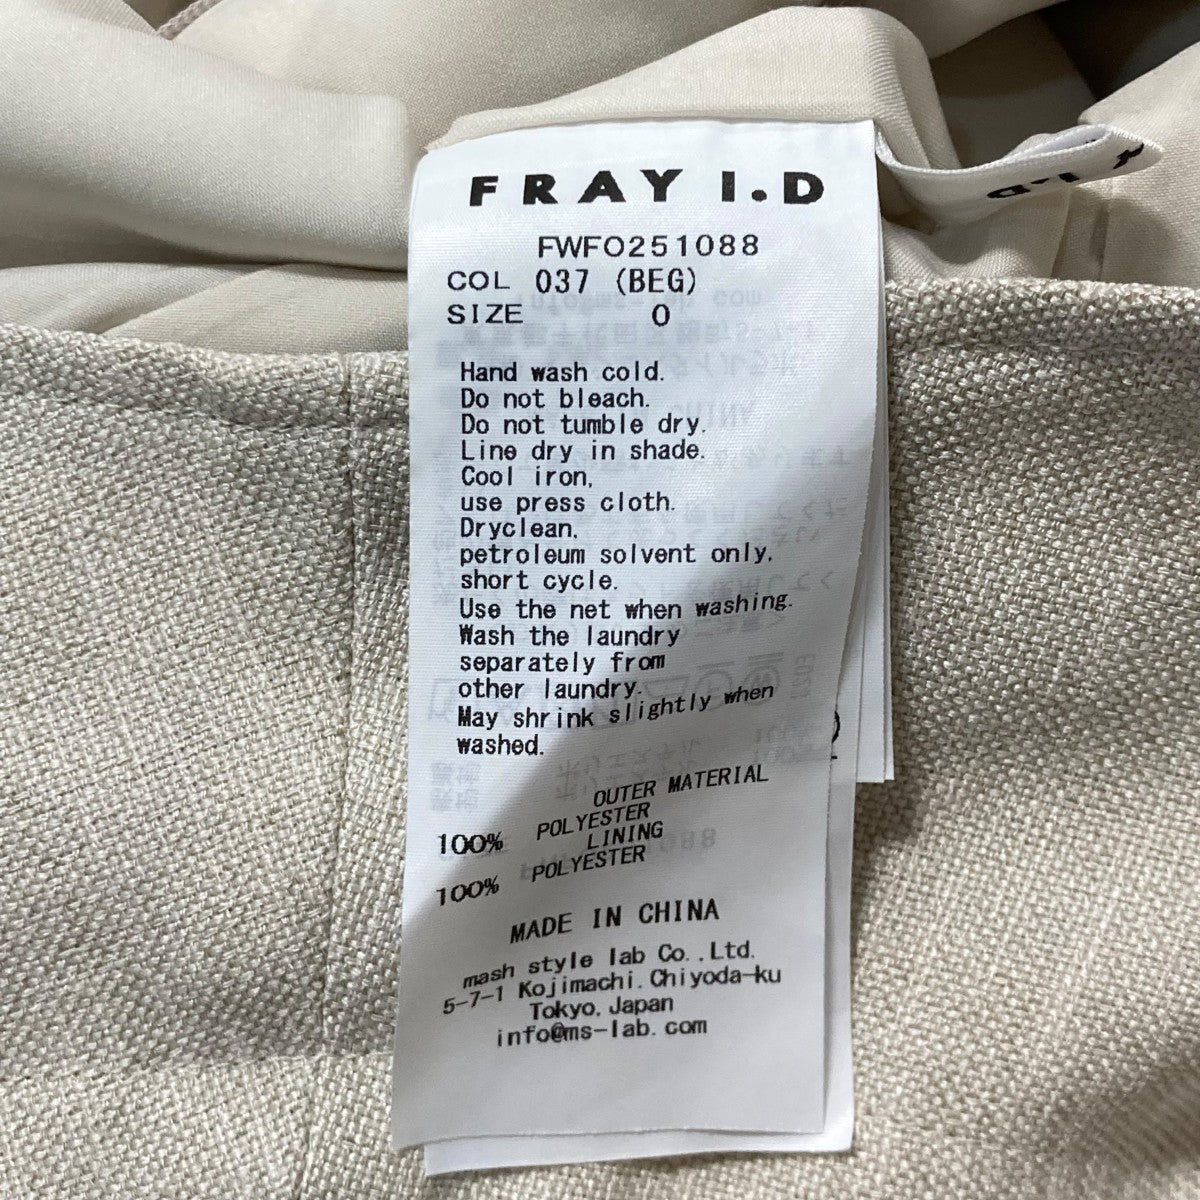 FRAY I.D
FWFO251088
COL 037 (BEG)
SIZE 0
Hand wash cold.
Do not bleach.
Do not tumble dry.
Line dry in shade.
Cool iron,
use press cloth.
Dryclean,
petroleum solvent only,
short cycle.
Use the net when washing.
Wash the laundry
separately from
other laundry.
May shrink slightly when
washed.
OUTER MATERIAL
100% POLYESTER
LINING
100% POLYESTER
MADE IN CHINA
mash style lab Co.,Ltd.
5-7-1 Kojimachi, Chiyoda-ku
Tokyo, Japan
info@ms-lab.com
Y I.D